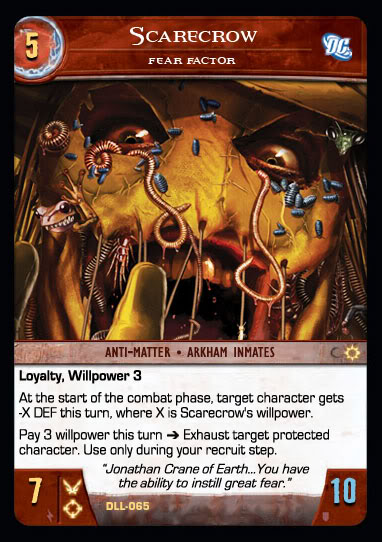 5
SCARECROW
FEAR FACTOR
DC
ANTI-MATTER • ARKHAM INMATES
C
Loyalty, Willpower 3
At the start of the combat phase, target character gets
-X DEF this turn, where X is Scarecrow's willpower.
Pay 3 willpower this turn ➔ Exhaust target protected
character. Use only during your recruit step.
"Jonathan Crane of Earth...You have
the ability to instill great fear."
7
DLL-065
10